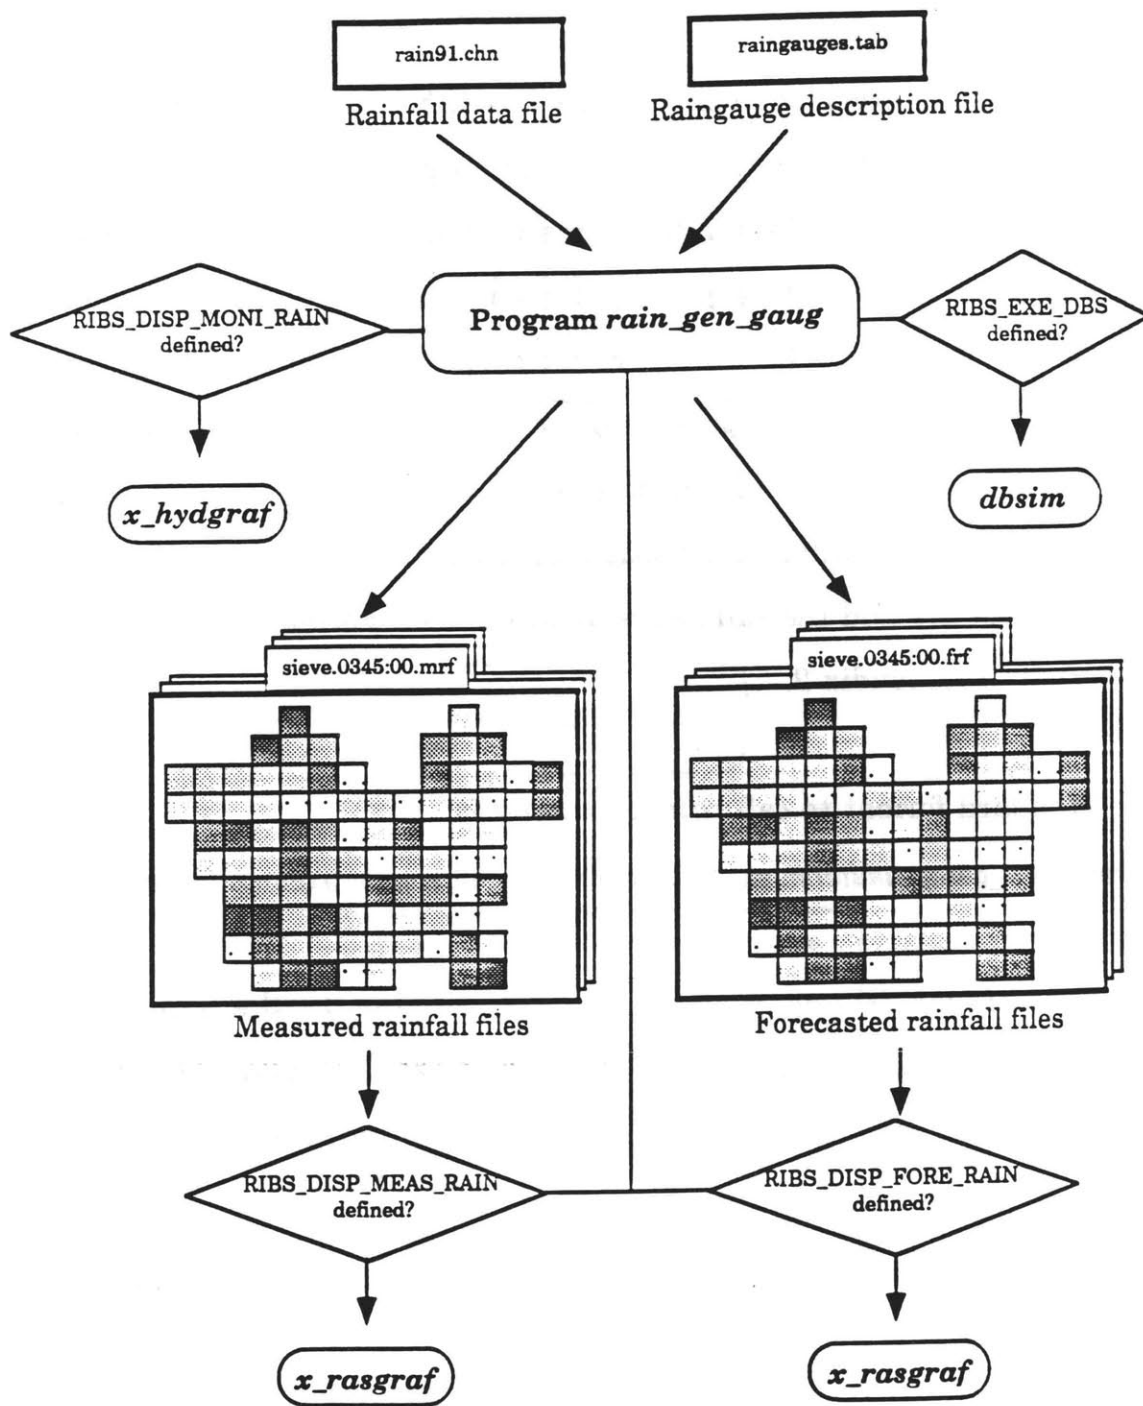 rain91.chn
raingauges.tab
Rainfall data file
Raingauge description file
RIBS_DISP_MONI_RAIN
defined?
Program rain_gen_gaug
RIBS_EXE_DBS
defined?
x_hydgraf
dbsim
sieve.0345:00.mrf
sieve.0345:00.frf
Measured rainfall files
Forecasted rainfall files
RIBS_DISP_MEAS_RAIN
defined?
RIBS_DISP_FORE_RAIN
defined?
x_rasgraf
x_rasgraf